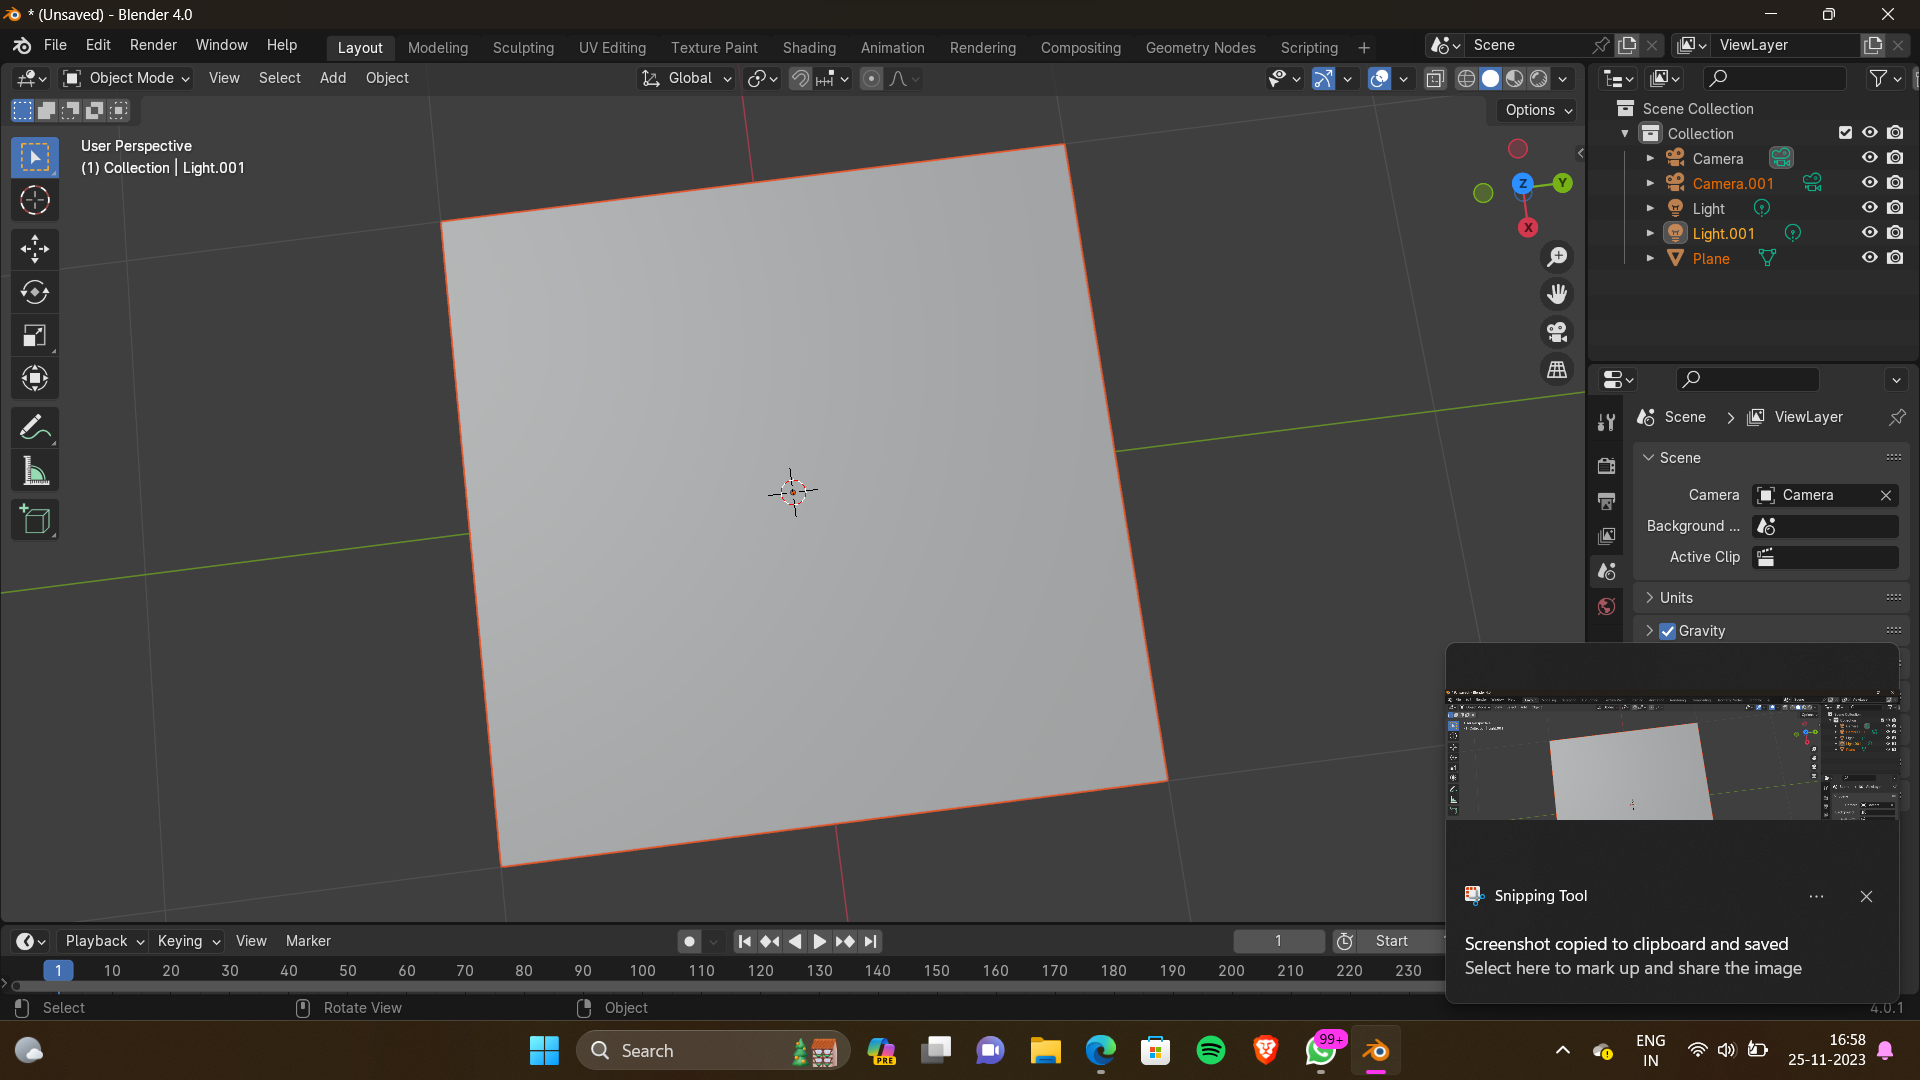 * (Unsaved) - Blender 4.0
File Edit Render Window Help
Layout Modeling Sculpting UV Editing Texture Paint Shading Animation Rendering Compositing Geometry Nodes Scripting
Scene
ViewLayer
Object Mode View Select Add Object
Global
Options
User Perspective
(1) Collection | Light.001
Z
Y
X
Scene Collection
Collection
Camera
Camera.001
Light
Light.001
Plane
Scene > ViewLayer
Scene
Camera Camera
Background ...
Active Clip
Units
Gravity
Snipping Tool
Screenshot copied to clipboard and saved
Select here to mark up and share the image
Playback Keying View Marker
1
Start
1 10 20 30 40 50 60 70 80 90 100 110 120 130 140 150 160 170 180 190 200 210 220 230
Select Rotate View Object
4.0.1
Search
PRE
99+
ENG
IN
16:58
25-11-2023